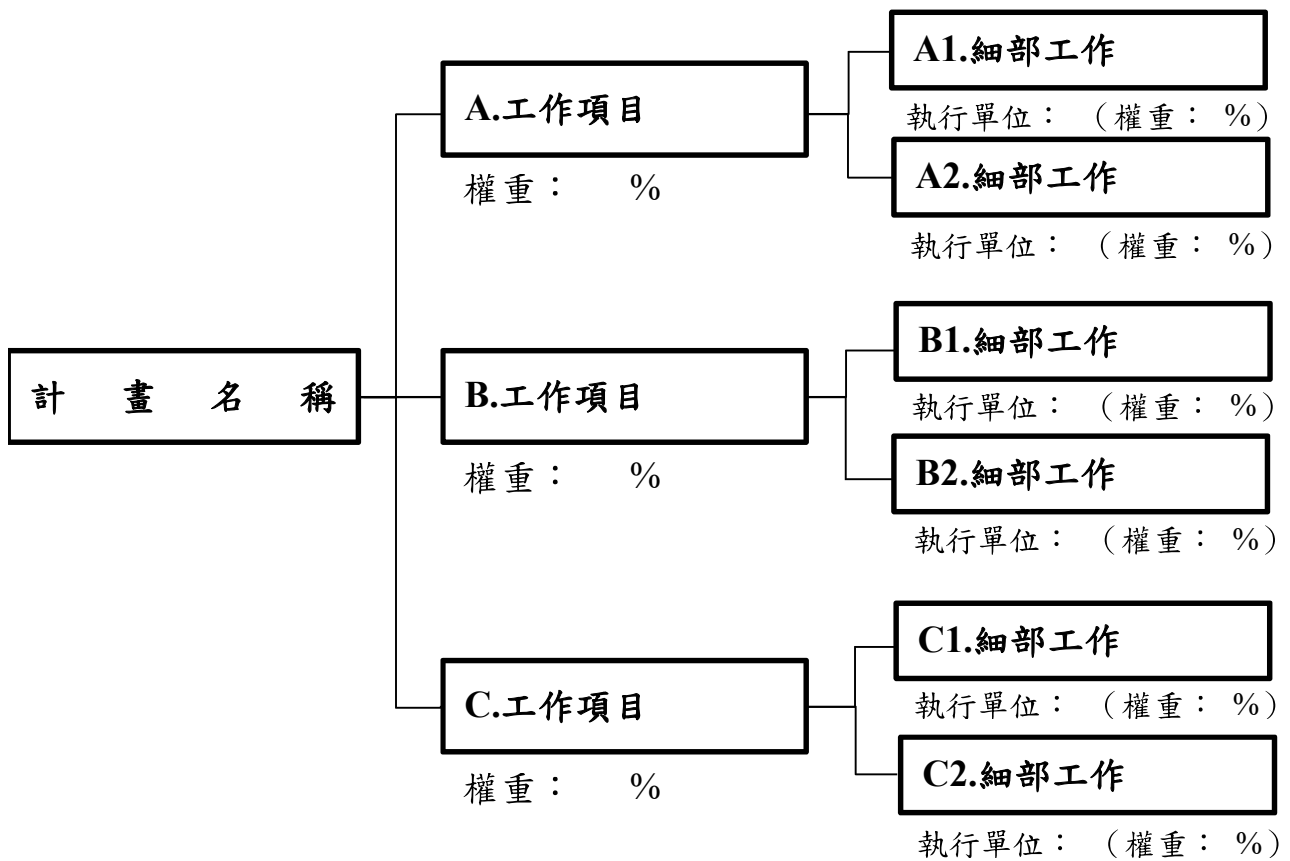 計 畫 名 稱
A.工作項目
權重： %
A1.細部工作
執行單位： （權重： %）
A2.細部工作
執行單位： （權重： %）
B.工作項目
權重： %
B1.細部工作
執行單位： （權重： %）
B2.細部工作
執行單位： （權重： %）
C.工作項目
權重： %
C1.細部工作
執行單位： （權重： %）
C2.細部工作
執行單位： （權重： %）